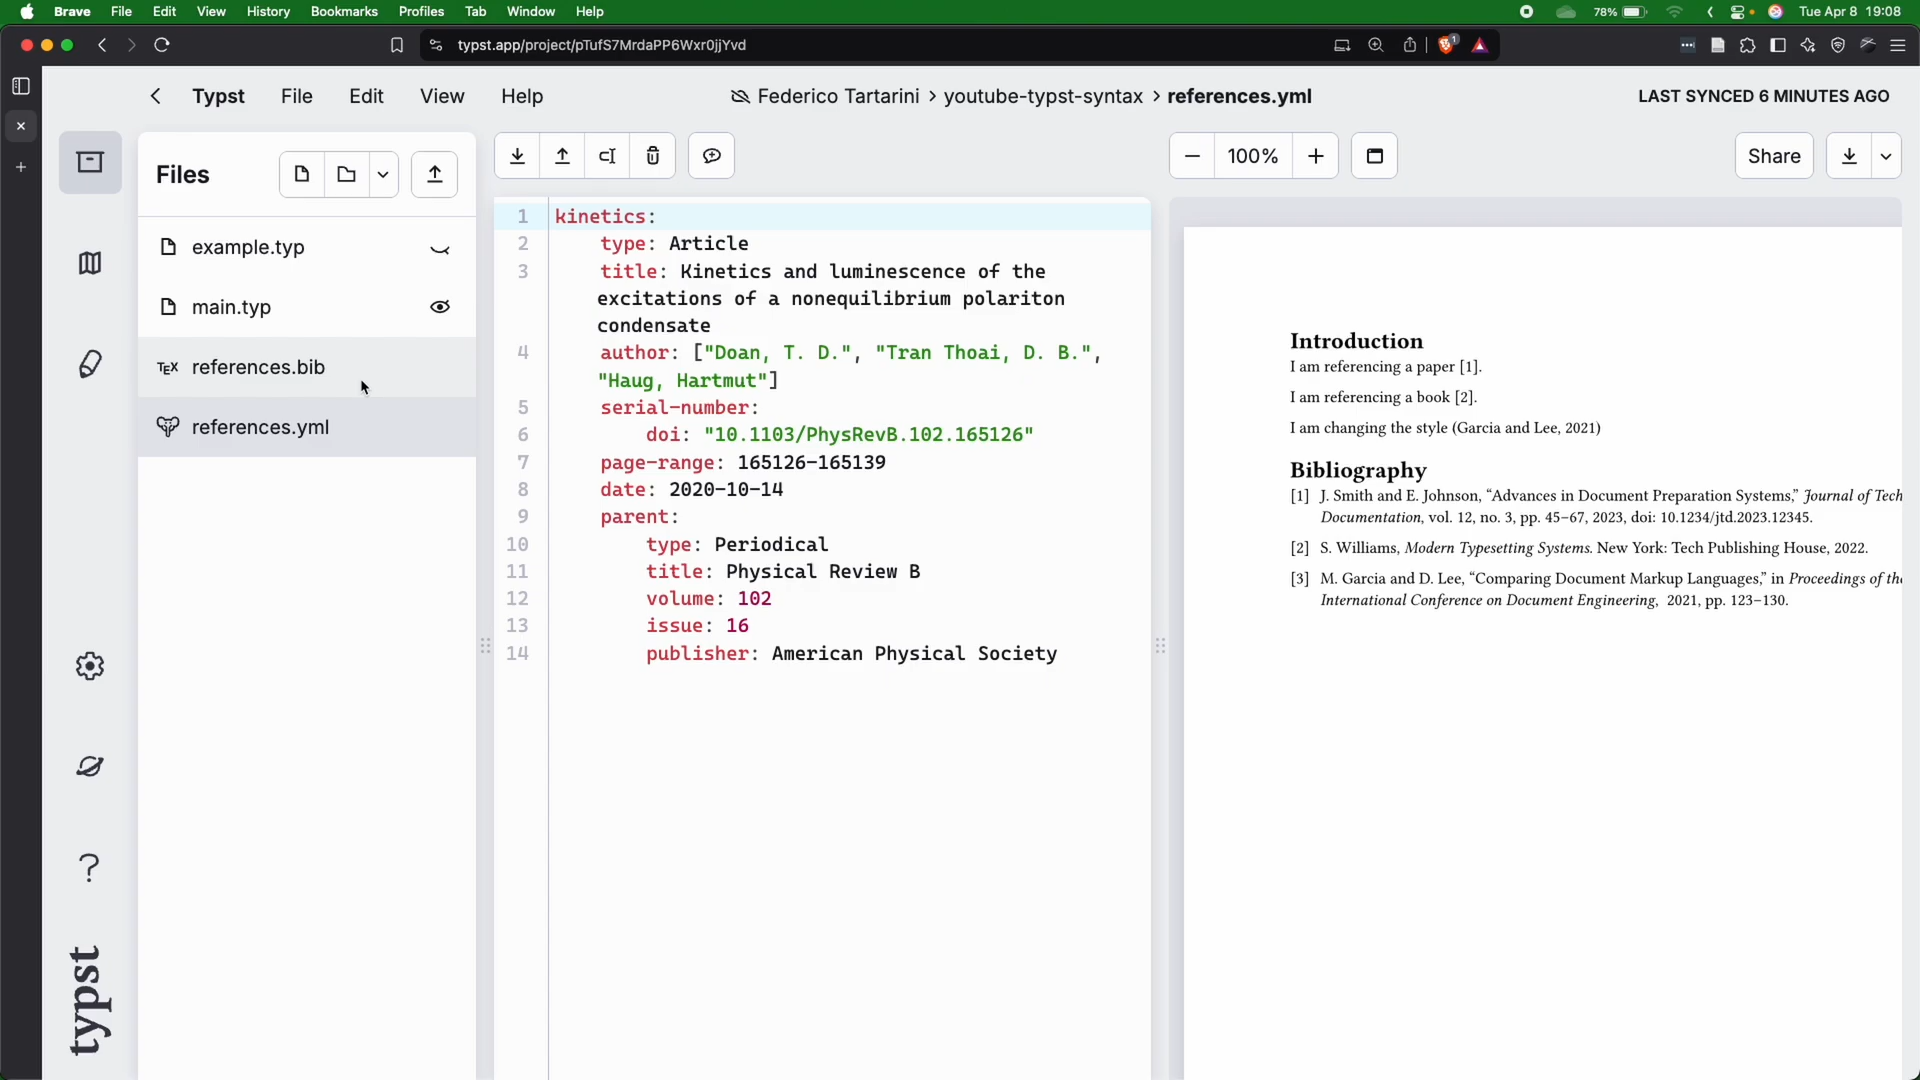 Brave File Edit View History Bookmarks Profiles Tab Window Help 78% Tue Apr 8 19:08
typst.app/project/pTufS7MrdaPP6Wxr0jjYvd
Typst File Edit View Help
Federico Tartarini > youtube-typst-syntax > references.yml
LAST SYNCED 6 MINUTES AGO
Files
100%
Share
example.typ
main.typ
TEX references.bib
references.yml
typst
1 kinetics:
2 type: Article
3 title: Kinetics and luminescence of the
excitations of a nonequilibrium polariton
condensate
4 author: ["Doan, T. D.", "Tran Thoai, D. B.",
"Haug, Hartmut"]
5 serial-number:
6 doi: "10.1103/PhysRevB.102.165126"
7 page-range: 165126-165139
8 date: 2020-10-14
9 parent:
10 type: Periodical
11 title: Physical Review B
12 volume: 102
13 issue: 16
14 publisher: American Physical Society
Introduction
I am referencing a paper [1].
I am referencing a book [2].
I am changing the style (Garcia and Lee, 2021)
Bibliography
[1] J. Smith and E. Johnson, “Advances in Document Preparation Systems,” Journal of Tech
Documentation, vol. 12, no. 3, pp. 45–67, 2023, doi: 10.1234/jtd.2023.12345.
[2] S. Williams, Modern Typesetting Systems. New York: Tech Publishing House, 2022.
[3] M. Garcia and D. Lee, “Comparing Document Markup Languages,” in Proceedings of the
International Conference on Document Engineering, 2021, pp. 123–130.